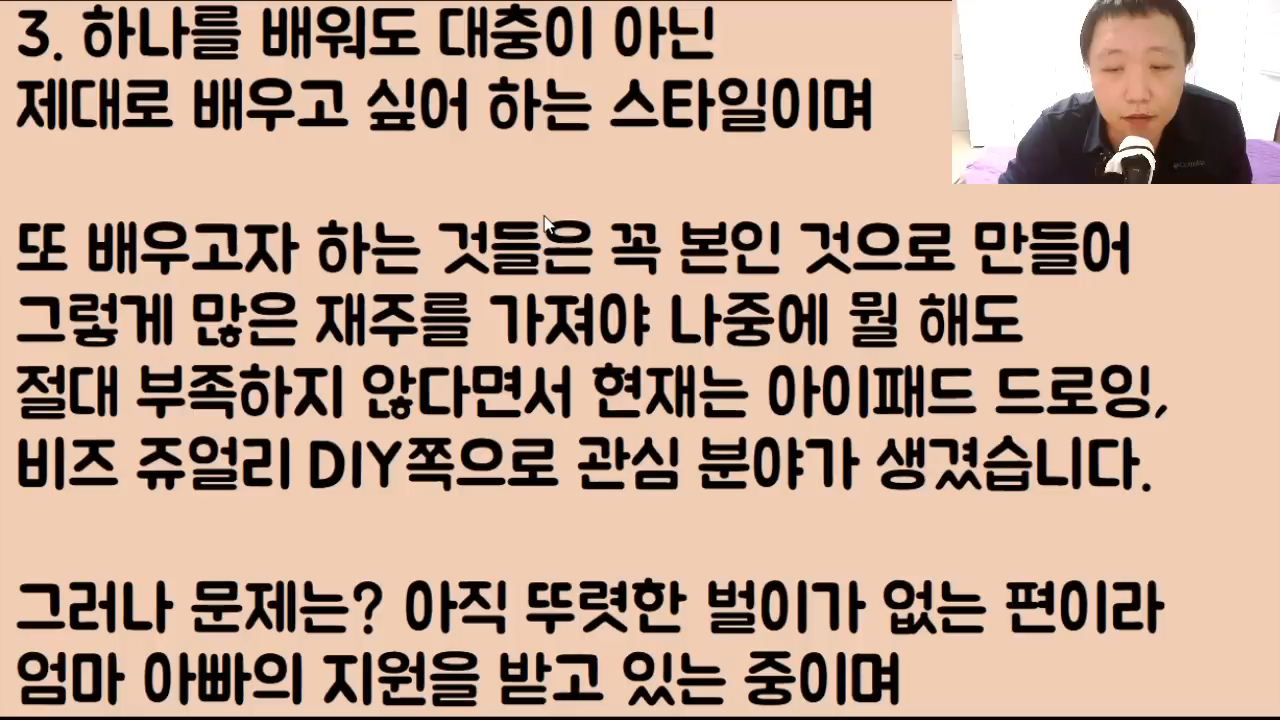 3. 하나를 배워도 대충이 아닌
제대로 배우고 싶어 하는 스타일이며
또 배우고자 하는 것들은 꼭 본인 것으로 만들어
그렇게 많은 재주를 가져야 나중에 뭘 해도
절대 부족하지 않다면서 현재는 아이패드 드로잉,
비즈 쥬얼리 DIY쪽으로 관심 분야가 생겼습니다.
그러나 문제는? 아직 뚜렷한 벌이가 없는 편이라
엄마 아빠의 지원을 받고 있는 중이며